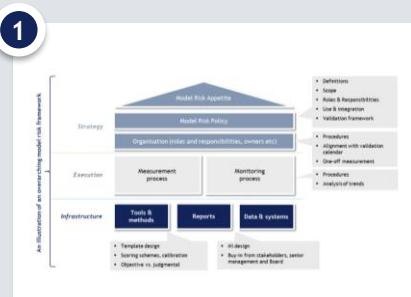 1
An illustration of an overarching model risk framework
Model Risk Appetite
Model Risk Policy
Strategy
Organisation (roles and responsibilities, owners etc)
• Definitions
• Scope
• Roles & Responsibilities
• Use & Integration
• Validation framework
• Procedures
• Alignment with validation calendar
• One-off measurement
Execution
Measurement
process
Monitoring
process
• Procedures
• Analysis of trends
Infrastructure
Tools &
methods
Reports
Data & systems
• Template design
• Scoring schemes, calibration
• Objective vs. judgmental
• MI design
• Buy-in from stakeholders, senior
management and Board